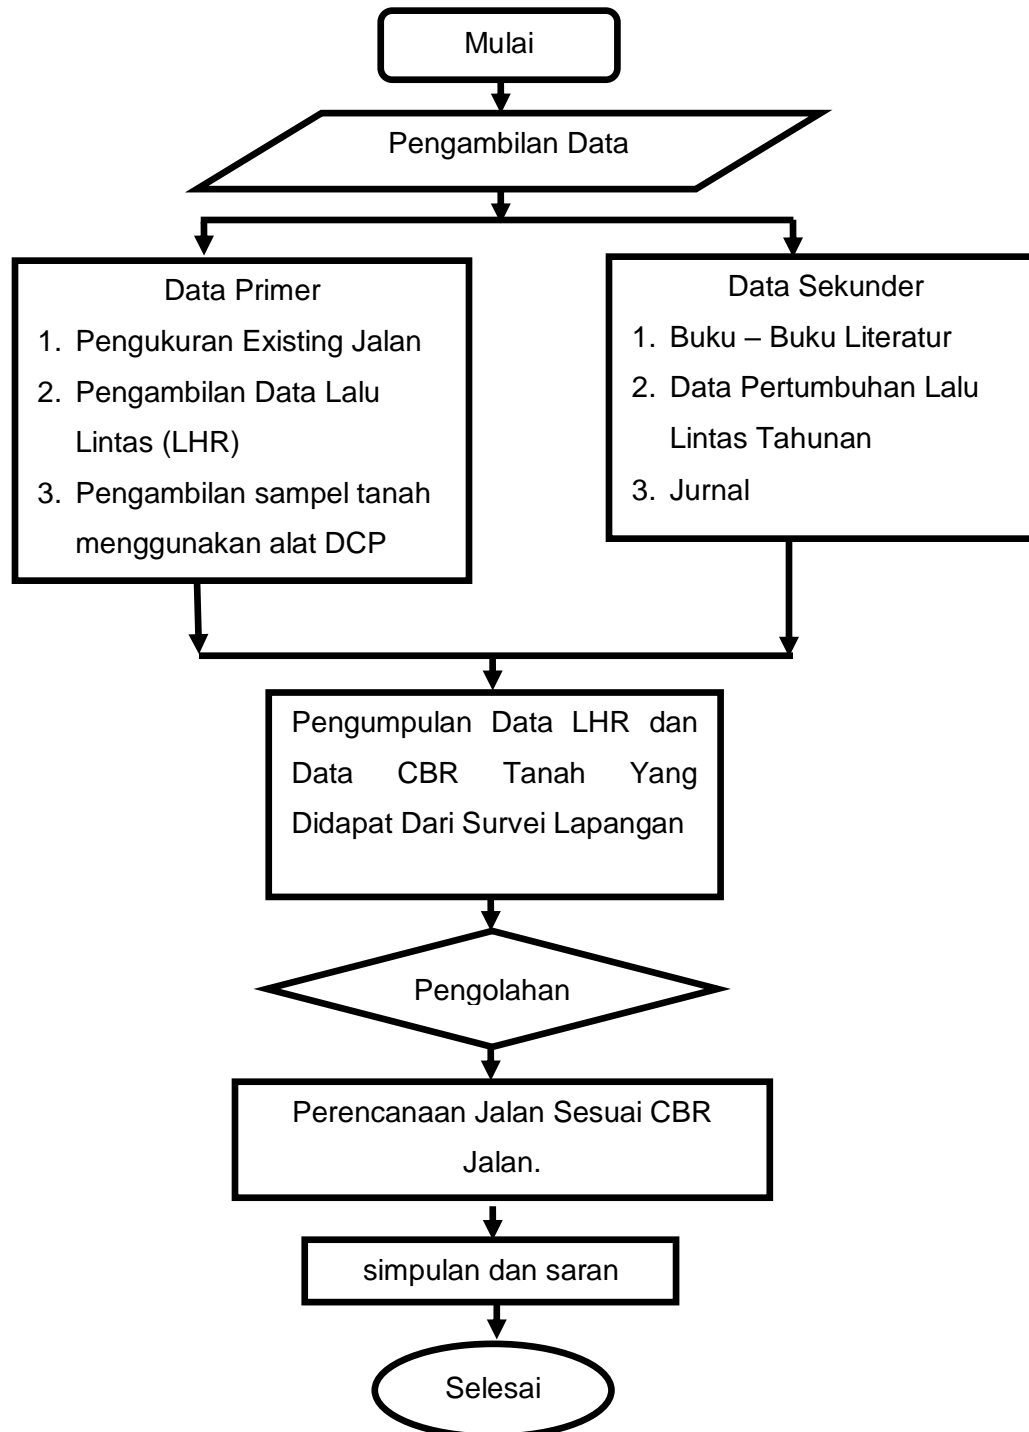 Mulai
Pengambilan Data
Data Primer
1. Pengukuran Existing Jalan
2. Pengambilan Data Lalu
Lintas (LHR)
3. Pengambilan sampel tanah
menggunakan alat DCP
Data Sekunder
1. Buku – Buku Literatur
2. Data Pertumbuhan Lalu
Lintas Tahunan
3. Jurnal
Pengumpulan Data LHR dan
Data CBR Tanah Yang
Didapat Dari Survei Lapangan
Pengolahan
Perencanaan Jalan Sesuai CBR
Jalan.
simpulan dan saran
Selesai